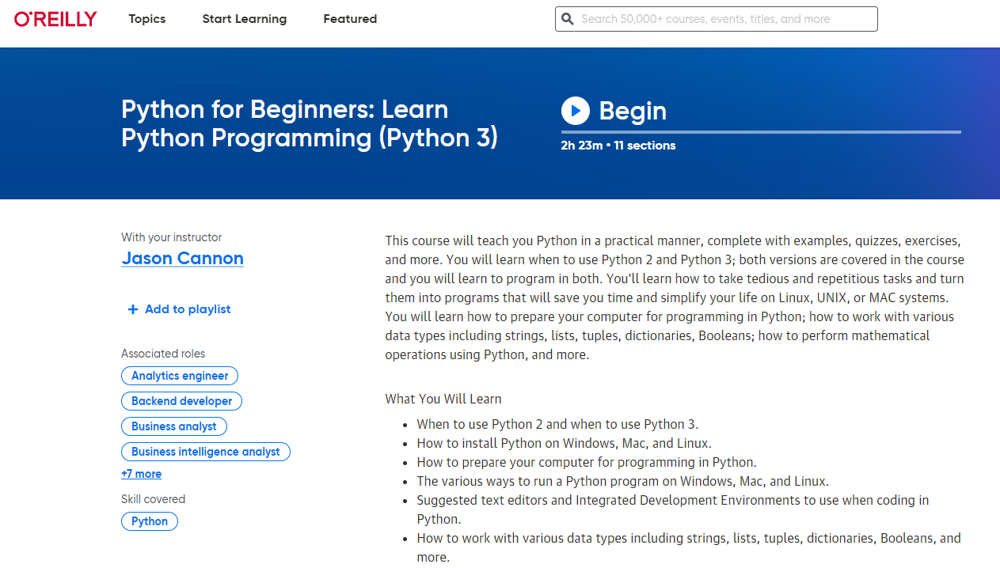 O'REILLY Topics Start Learning Featured Search 50,000+ courses, events, titles, and more
Python for Beginners: Learn
Python Programming (Python 3)
Begin
2h 23m • 11 sections
With your instructor
Jason Cannon
+ Add to playlist
Associated roles
Analytics engineer
Backend developer
Business analyst
Business intelligence analyst
+7 more
Skill covered
Python
This course will teach you Python in a practical manner, complete with examples, quizzes, exercises,
and more. You will learn when to use Python 2 and Python 3; both versions are covered in the course
and you will learn to program in both. You'll learn how to take tedious and repetitious tasks and turn
them into programs that will save you time and simplify your life on Linux, UNIX, or MAC systems.
You will learn how to prepare your computer for programming in Python; how to work with various
data types including strings, lists, tuples, dictionaries, Booleans; how to perform mathematical
operations using Python, and more.
What You Will Learn
• When to use Python 2 and when to use Python 3.
• How to install Python on Windows, Mac, and Linux.
• How to prepare your computer for programming in Python.
• The various ways to run a Python program on Windows, Mac, and Linux.
• Suggested text editors and Integrated Development Environments to use when coding in
Python.
• How to work with various data types including strings, lists, tuples, dictionaries, Booleans, and
more.